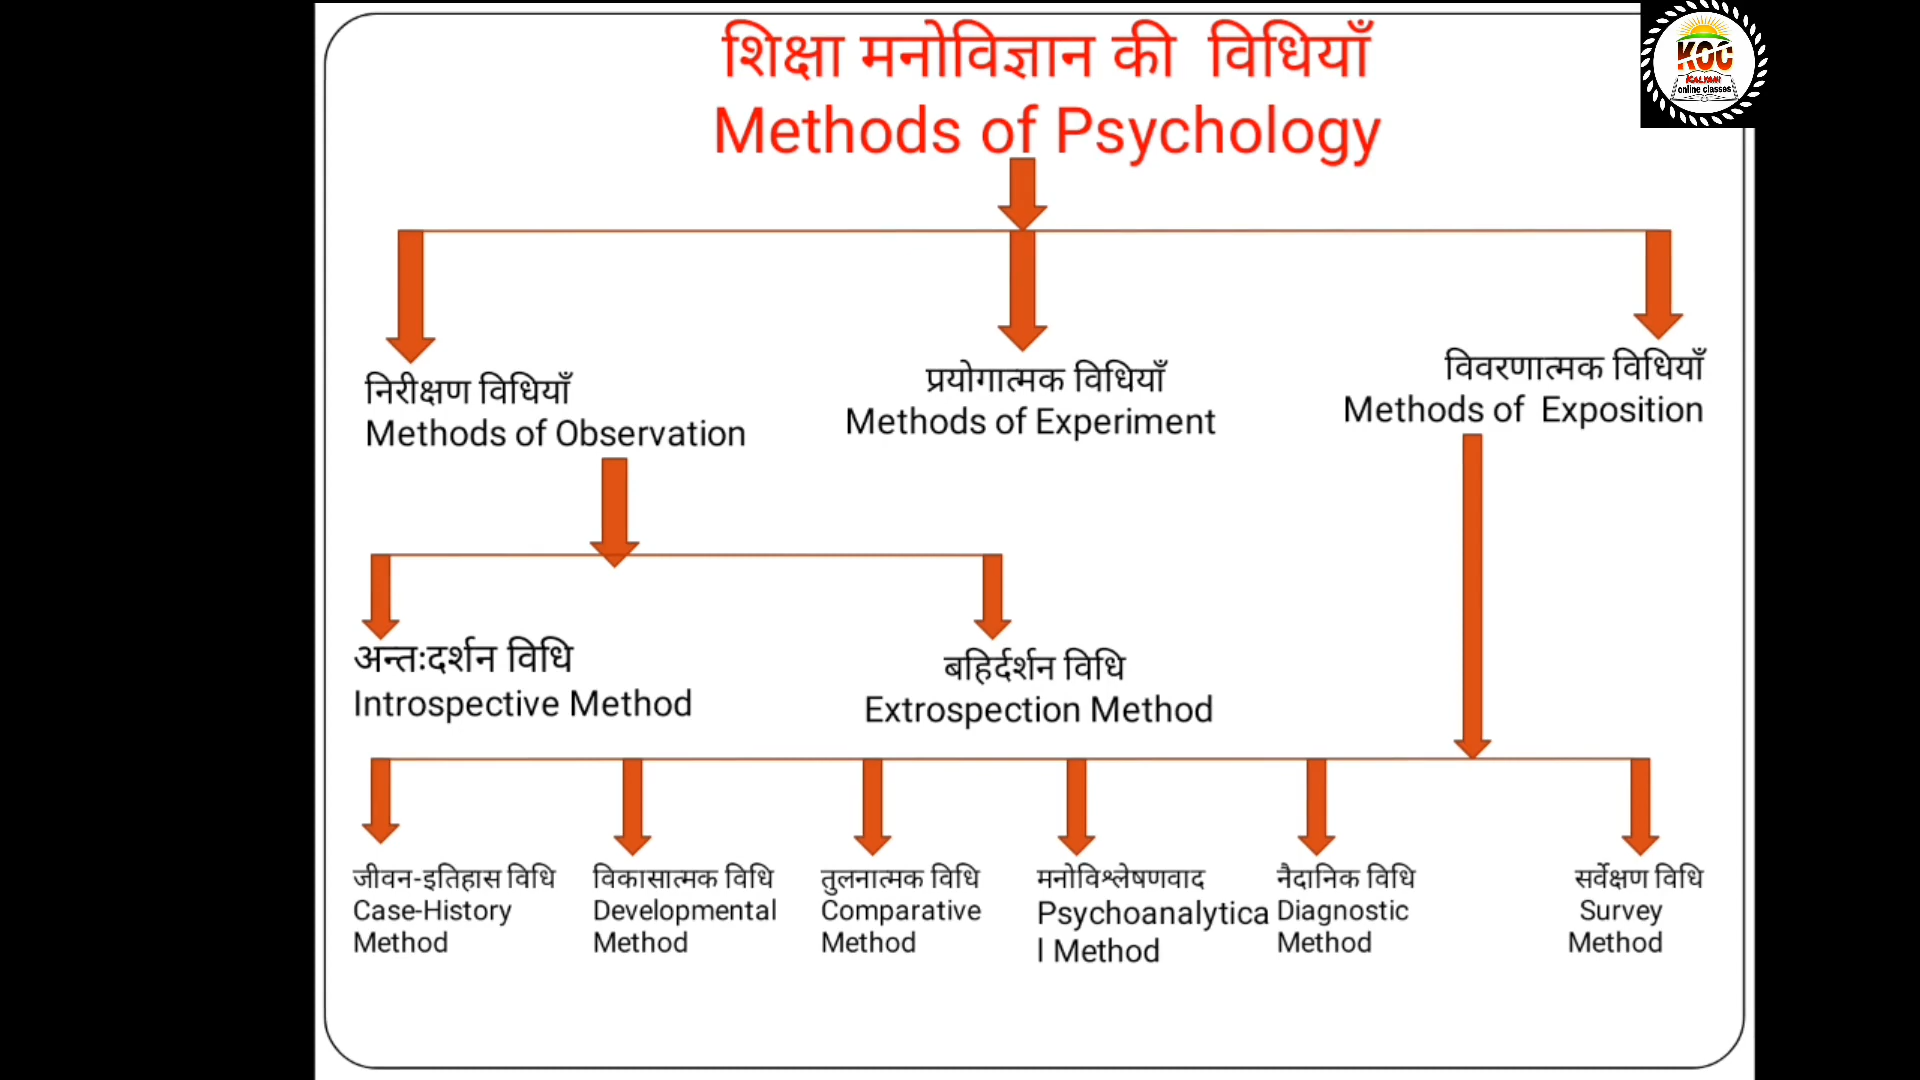 शिक्षा मनोविज्ञान की विधियाँ
Methods of Psychology
KOC
KALYANI
online classes
निरीक्षण विधियाँ
Methods of Observation
प्रयोगात्मक विधियाँ
Methods of Experiment
विवरणात्मक विधियाँ
Methods of Exposition
अन्तःदर्शन विधि
Introspective Method
बहिर्दर्शन विधि
Extrospection Method
जीवन-इतिहास विधि
Case-History
Method
विकासात्मक विधि
Developmental
Method
तुलनात्मक विधि
Comparative
Method
मनोविश्लेषणवाद
Psychoanalytica
l Method
नैदानिक विधि
Diagnostic
Method
सर्वेक्षण विधि
Survey
Method